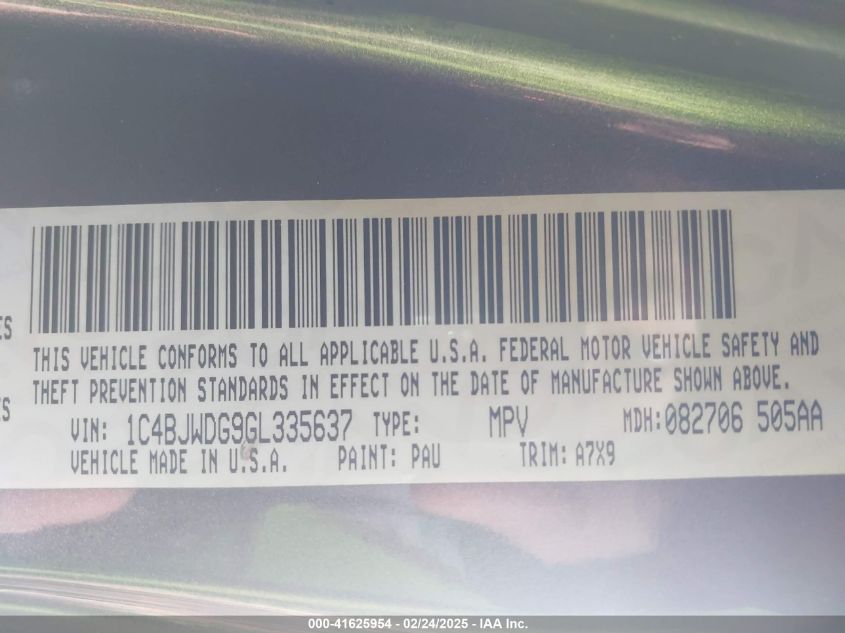 ES
THIS VEHICLE CONFORMS TO ALL APPLICABLE U.S.A. FEDERAL MOTOR VEHICLE SAFETY AND
THEFT PREVENTION STANDARDS IN EFFECT ON THE DATE OF MANUFACTURE SHOWN ABOVE.
ES
VIN: 1C4BJWDG9GL335637 TYPE: MPV MDH:082706 505AA
VEHICLE MADE IN U.S.A. PAINT: PAU TRIM: A7X9
000-41625954 - 02/24/2025 - IAA Inc.